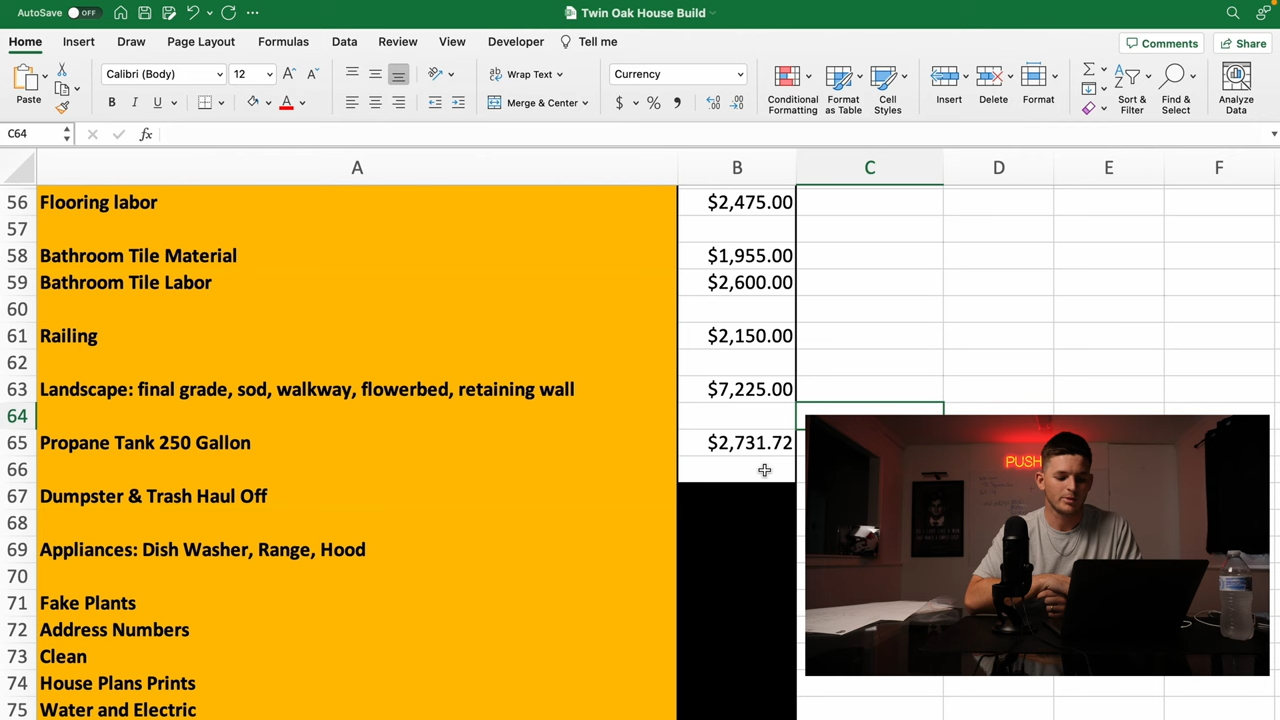 AutoSave OFF Twin Oak House Build
Home Insert Draw Page Layout Formulas Data Review View Developer Tell me Comments Share
Paste Calibri (Body) 12 A A Wrap Text Currency Conditional Formatting Format as Table Cell Styles Insert Delete Format Sort & Filter Find & Select Analyze Data
B I U A Merge & Center $ %
C64 fx
A B C D E F
56 Flooring labor $2,475.00
57
58 Bathroom Tile Material $1,955.00
59 Bathroom Tile Labor $2,600.00
60
61 Railing $2,150.00
62
63 Landscape: final grade, sod, walkway, flowerbed, retaining wall $7,225.00
64
65 Propane Tank 250 Gallon $2,731.72
66
PUSH
67 Dumpster & Trash Haul Off
68
69 Appliances: Dish Washer, Range, Hood
70
71 Fake Plants
72 Address Numbers
73 Clean
74 House Plans Prints
75 Water and Electric